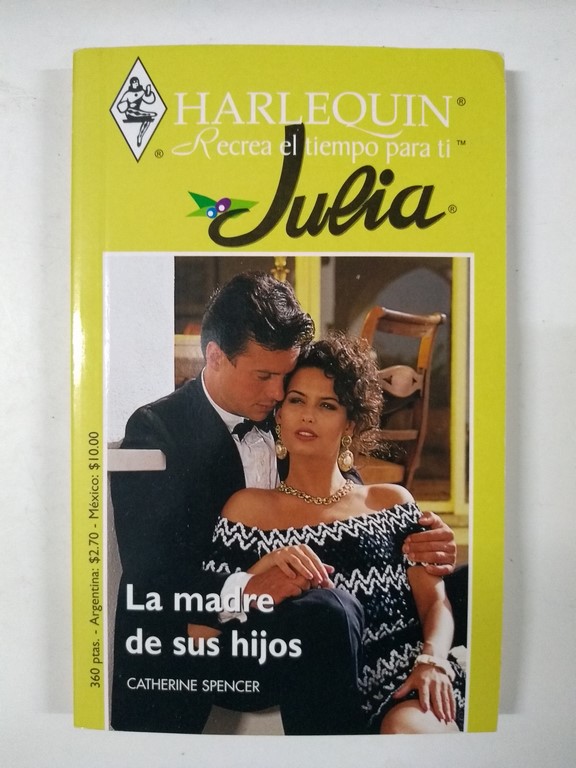 HARLEQUIN®
Recrea el tiempo para ti™
®
Julia®
360 ptas. - Argentina: $2.70 - México: $10.00
La madre
de sus hijos
CATHERINE SPENCER